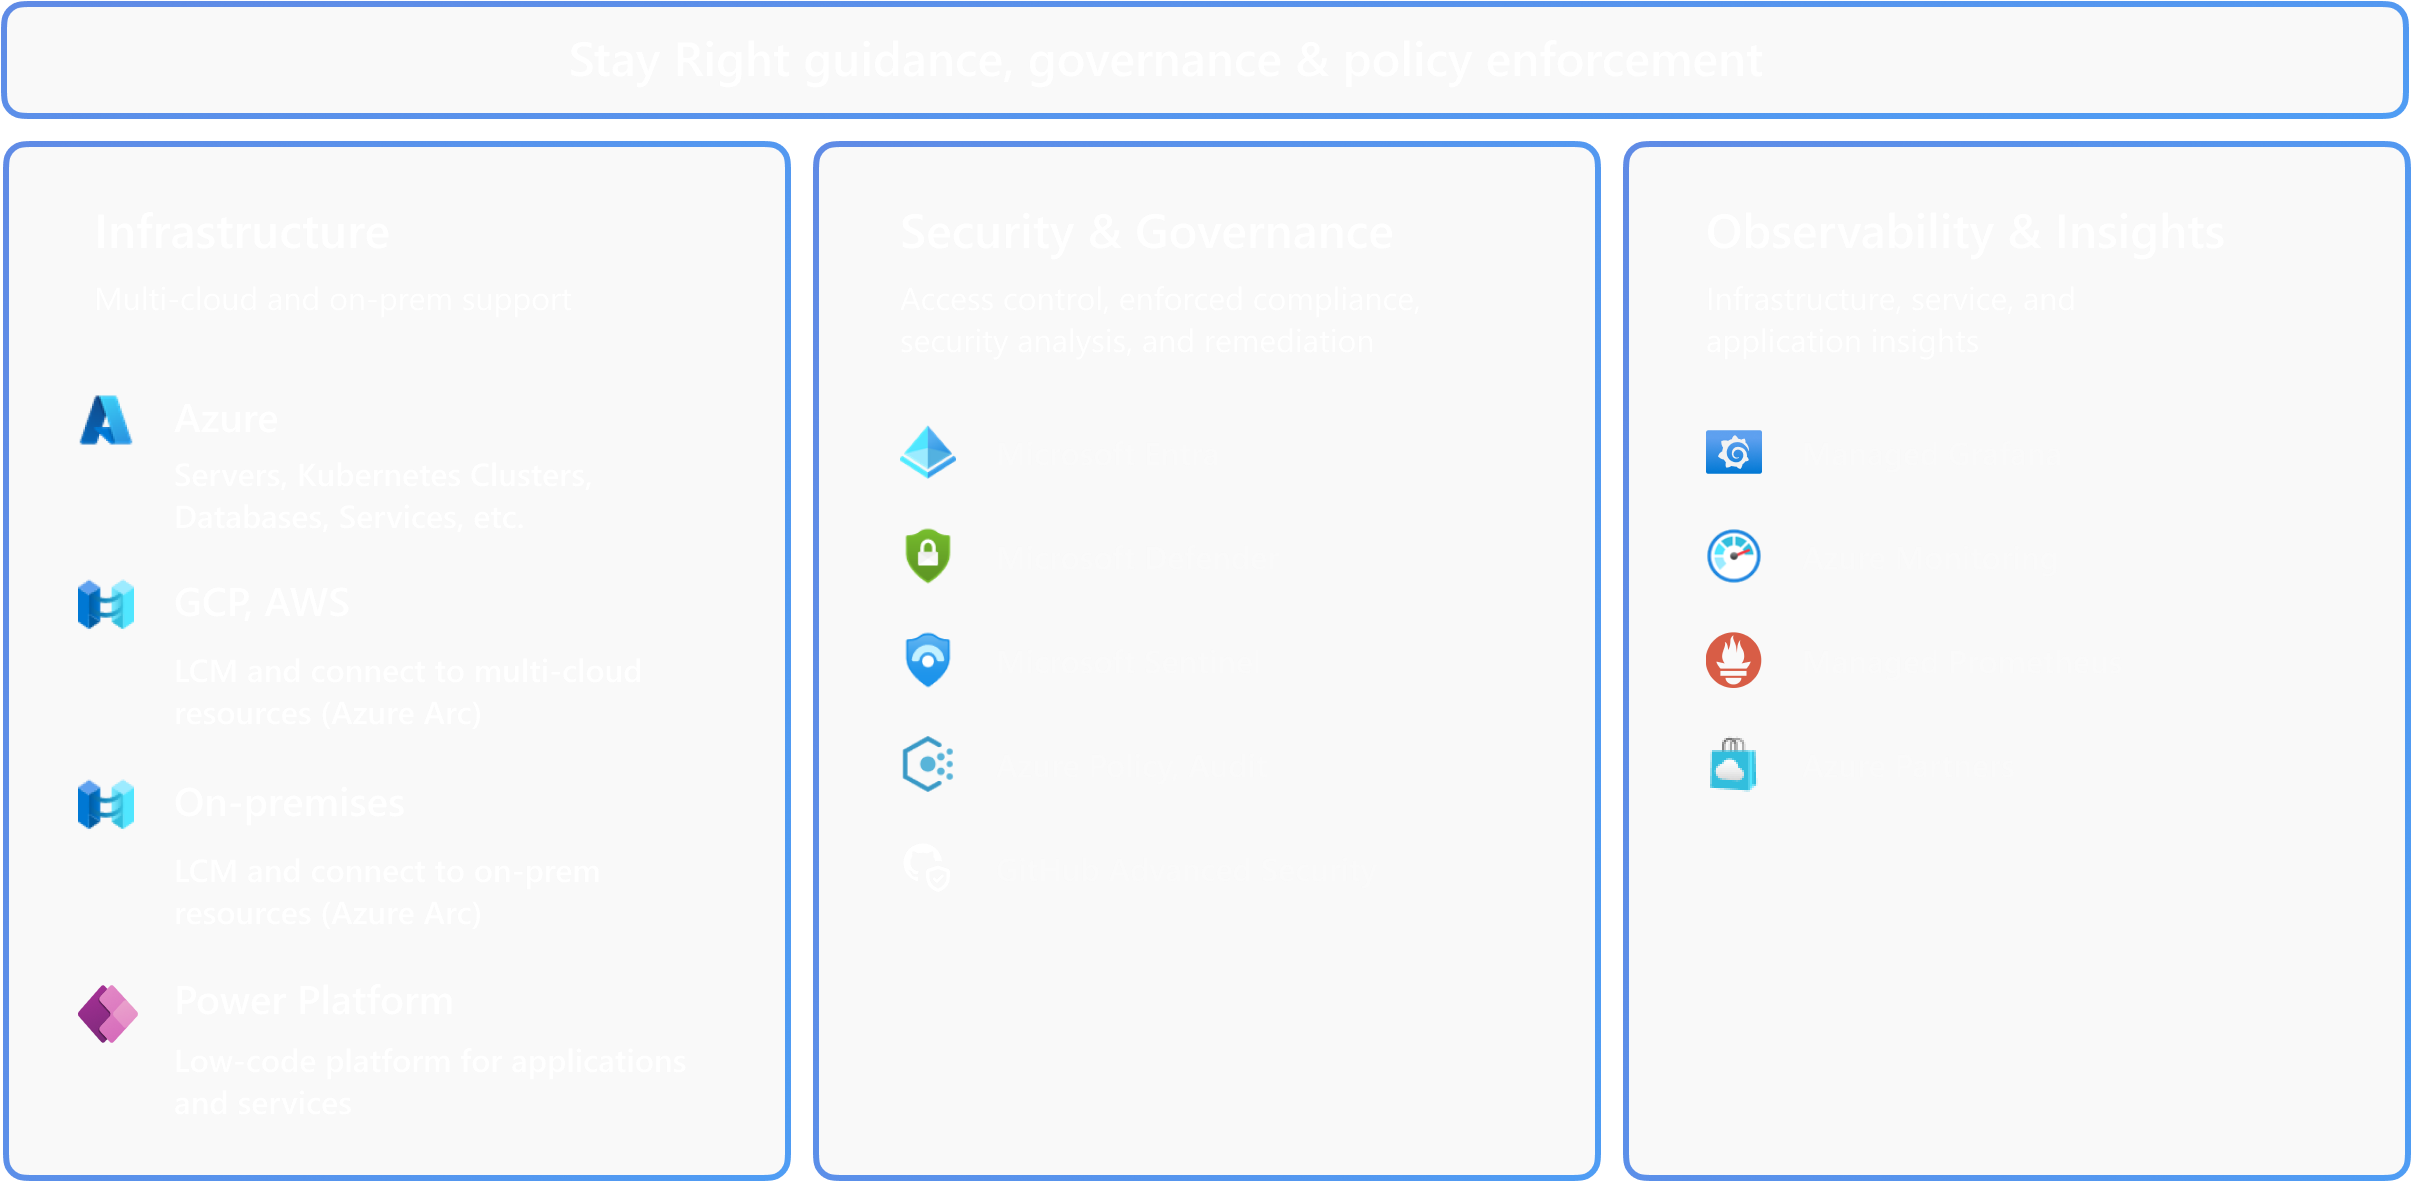 Stay Right guidance, governance & policy enforcement
Infrastructure
Multi-cloud and on-prem support
Azure
Servers, Kubernetes Clusters,
Databases, Services, etc.
GCP, AWS
LCM and connect to multi-cloud
resources (Azure Arc)
On-premises
LCM and connect to on-prem
resources (Azure Arc)
Power Platform
Low-code platform for applications
and services
Security & Governance
Access control, enforced compliance,
security analysis, and remediation
Observability & Insights
Infrastructure, service, and
application insights